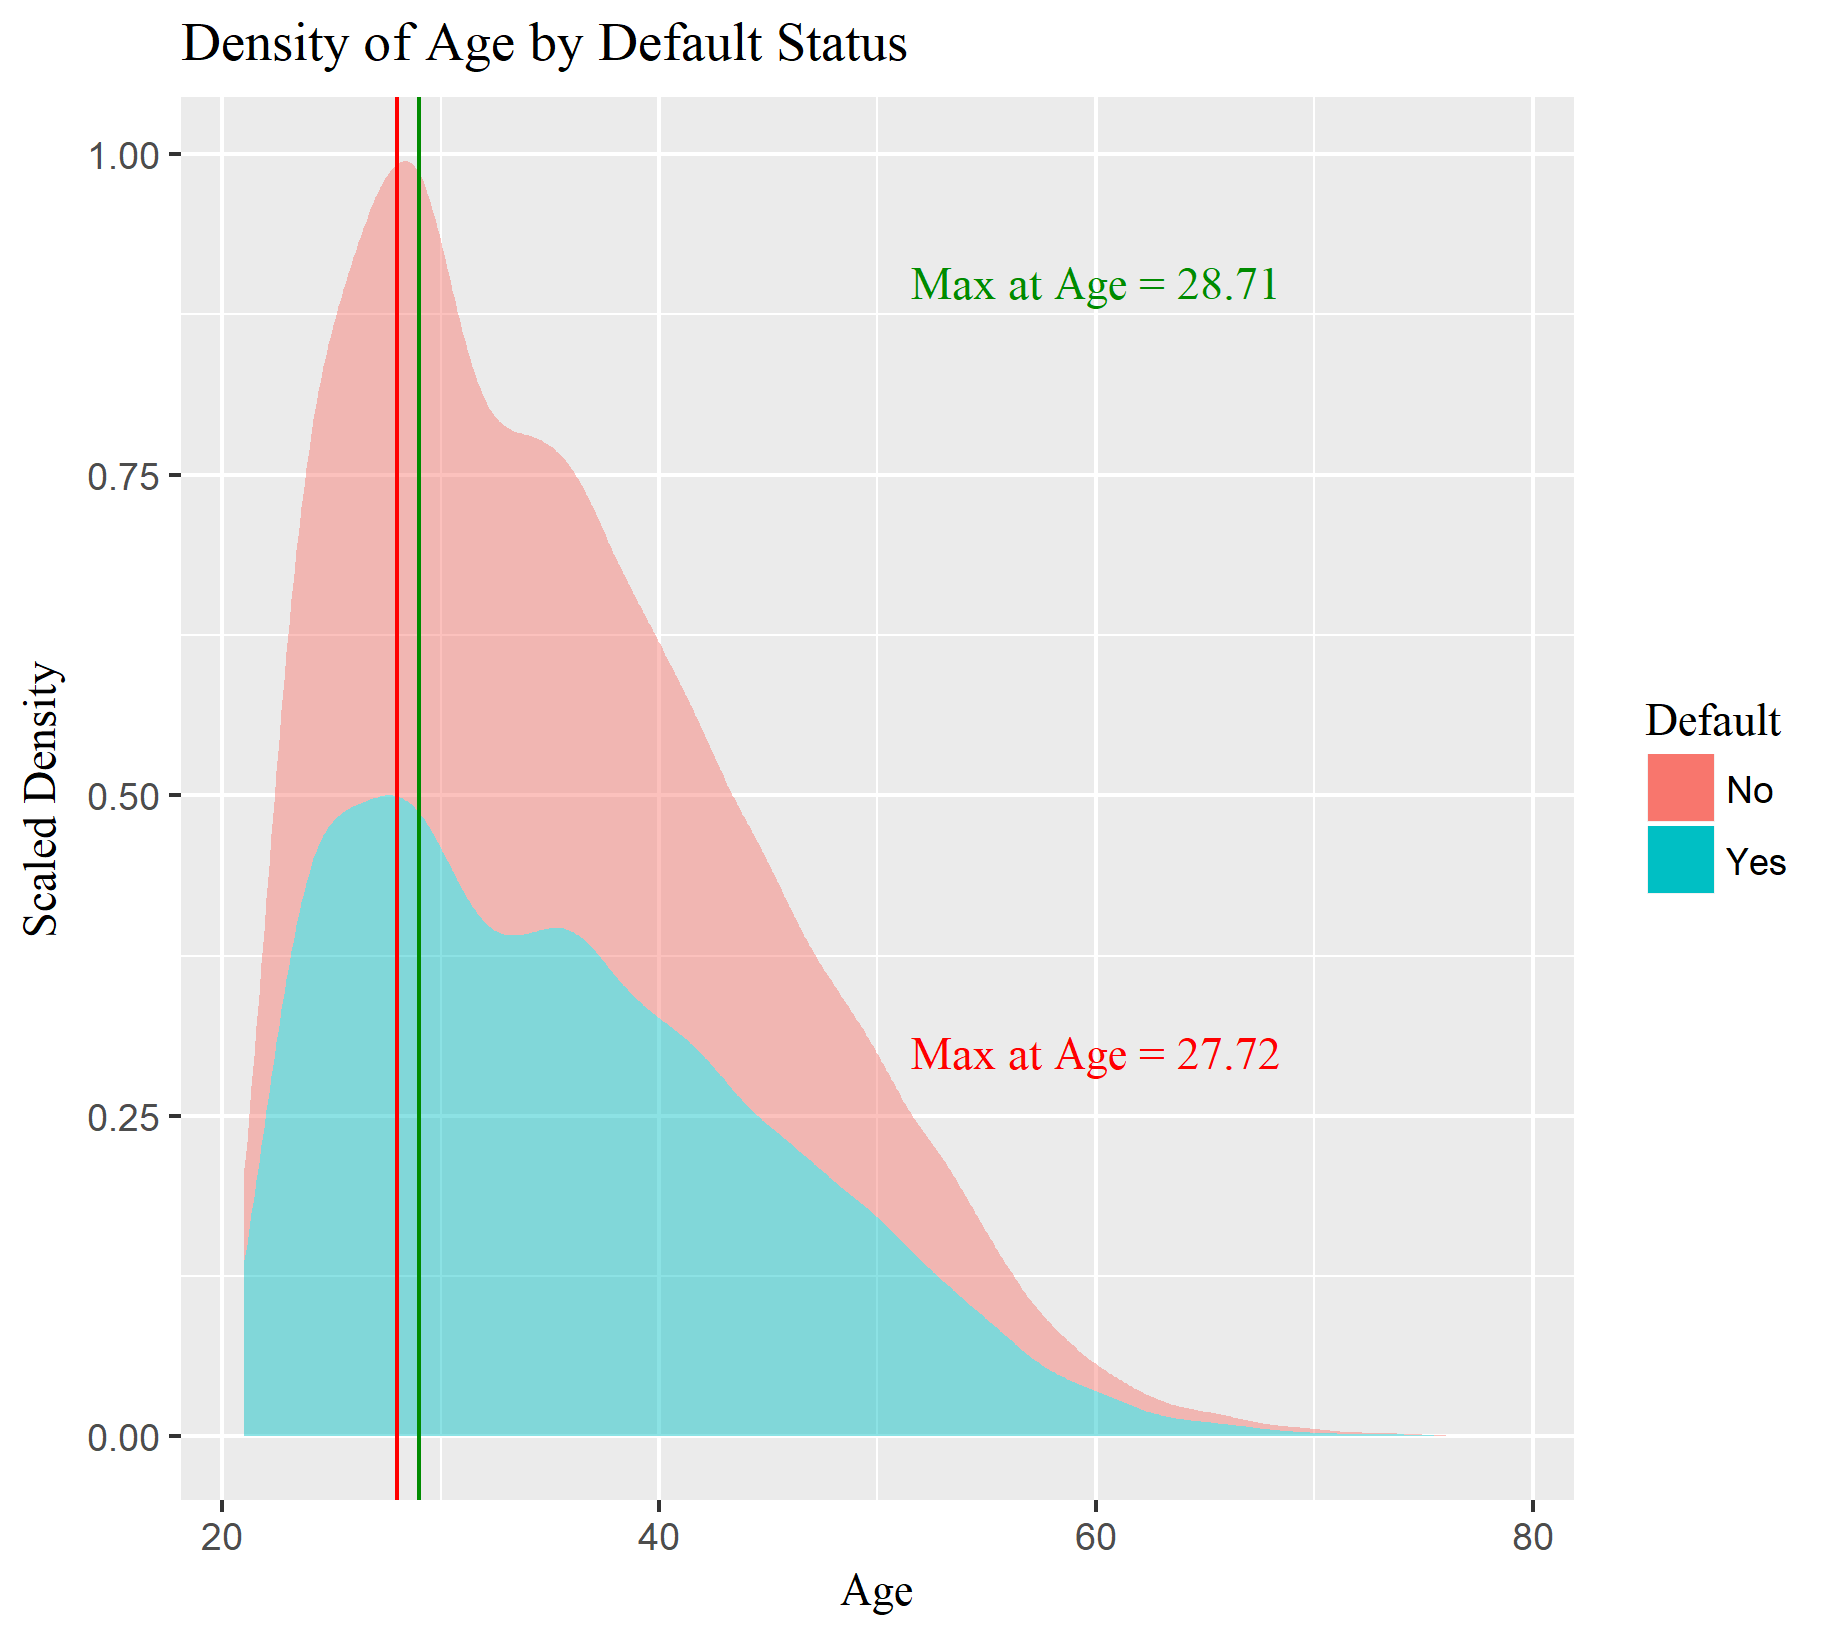 Density of Age by Default Status
1.00
0.75
0.50
0.25
0.00
Scaled Density
Max at Age = 28.71
Max at Age = 27.72
20 40 60 80
Age
Default
No
Yes